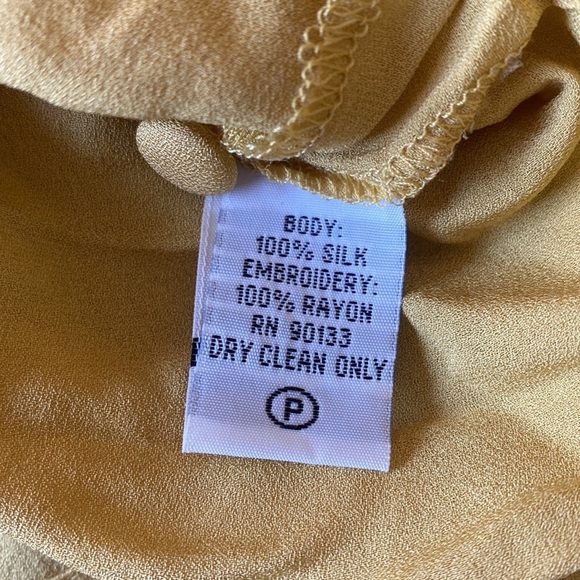 BODY:
100% SILK
EMBROIDERY:
100% RAYON
RN 90133
DRY CLEAN ONLY
P